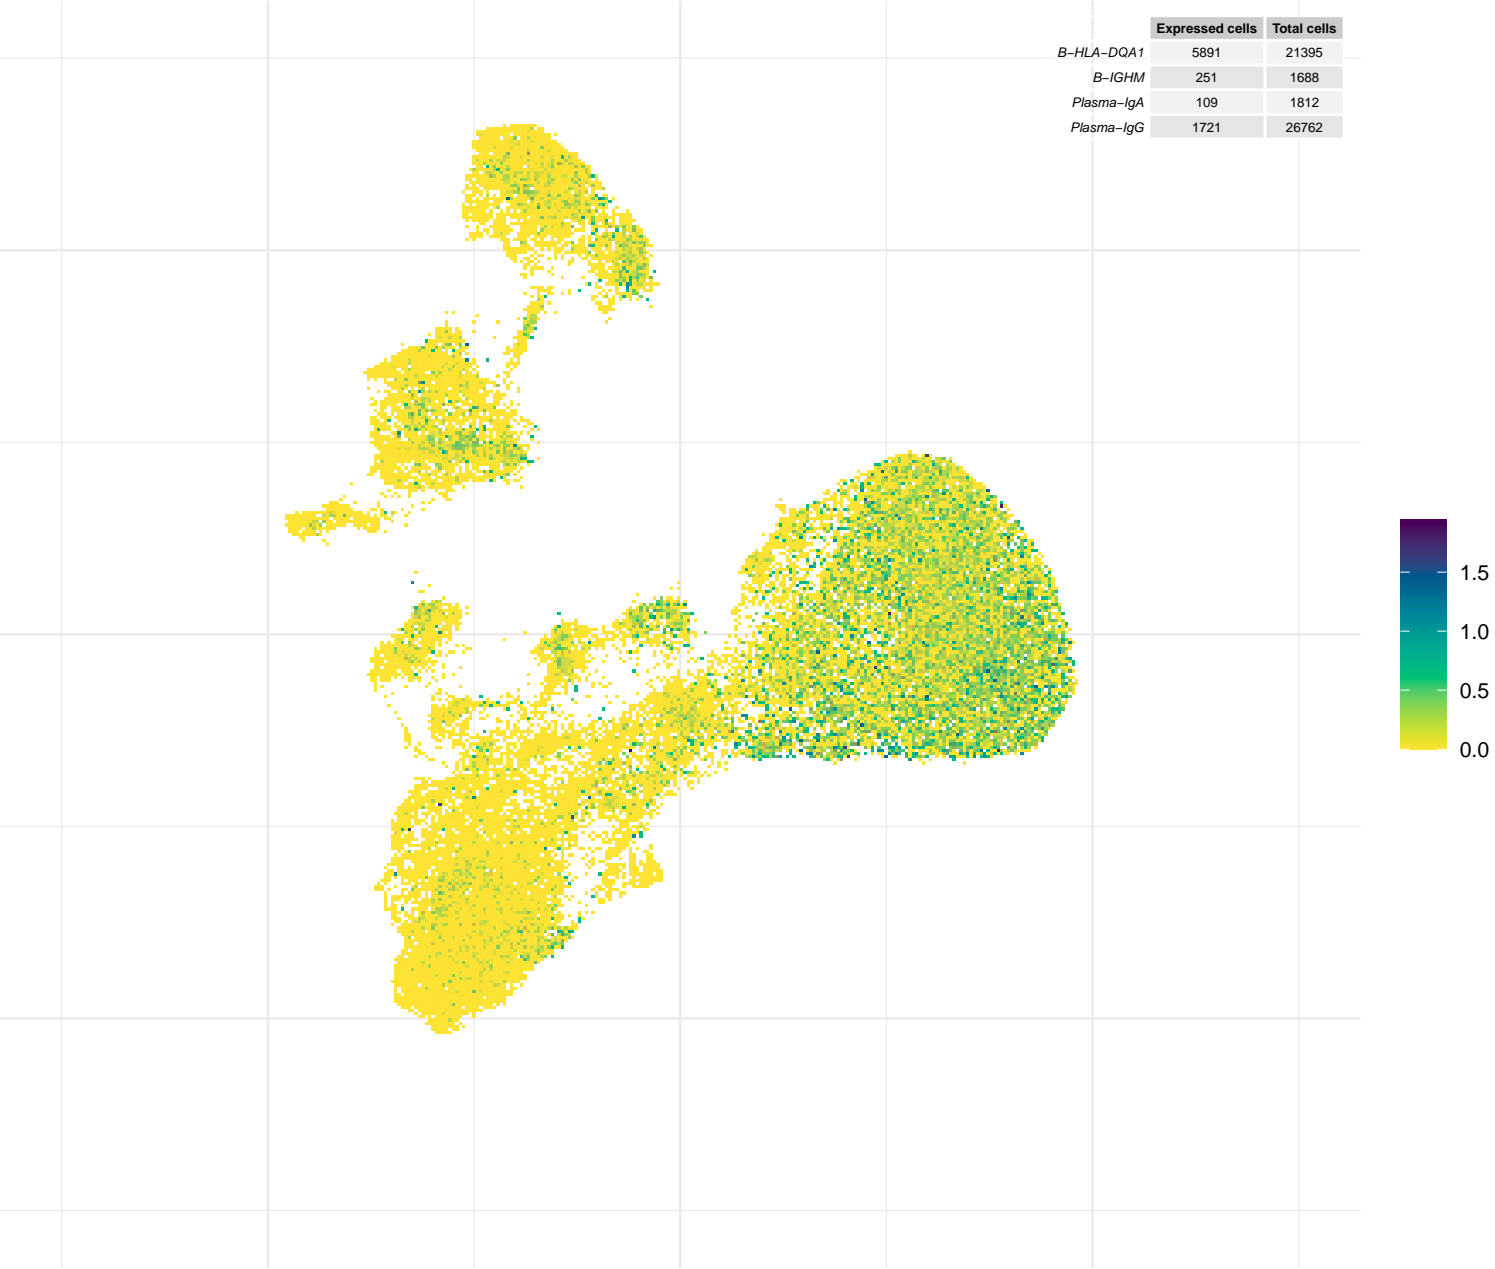 Expressed cells Total cells
B−HLA−DQA1 5891 21395
B−IGHM 251 1688
Plasma−IgA 109 1812
Plasma−IgG 1721 26762
1.5
1.0
0.5
0.0